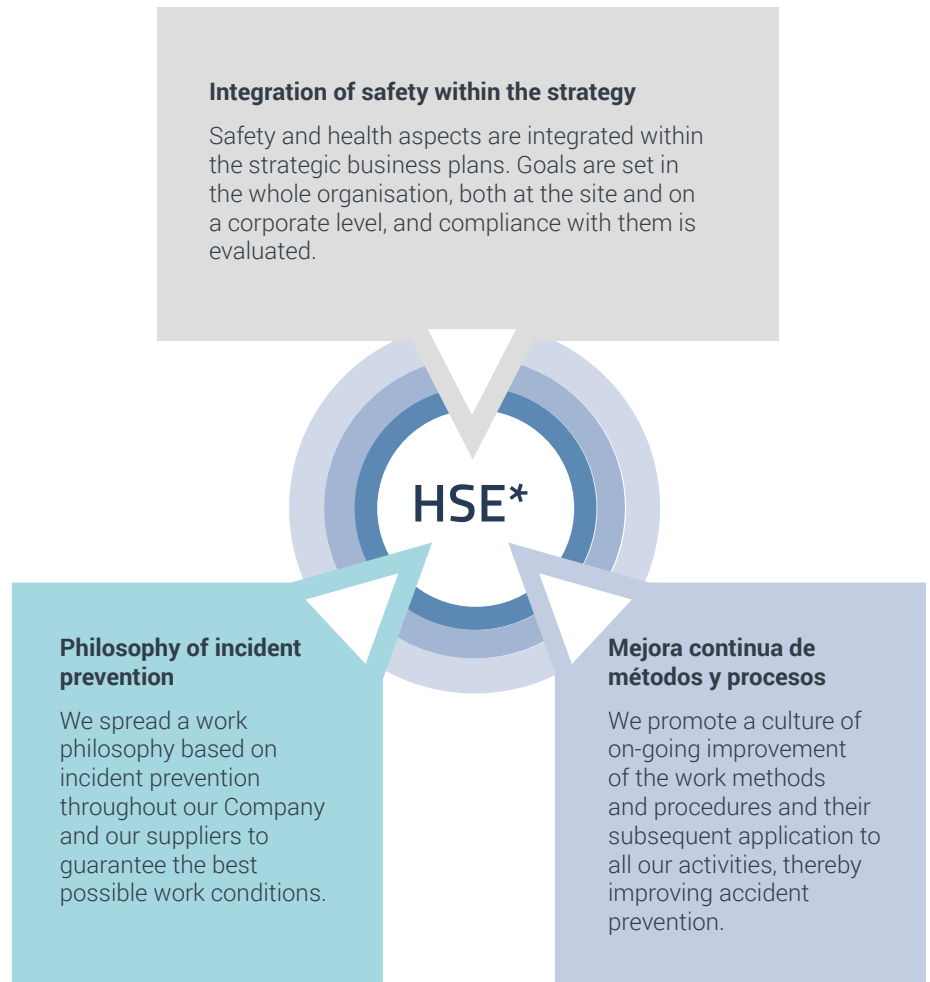 Integration of safety within the strategy
Safety and health aspects are integrated within
the strategic business plans. Goals are set in
the whole organisation, both at the site and on
a corporate level, and compliance with them is
evaluated.
HSE*
Philosophy of incident
prevention
We spread a work
philosophy based on
incident prevention
throughout our Company
and our suppliers to
guarantee the best
possible work conditions.
Mejora continua de
métodos y procesos
We promote a culture of
on-going improvement
of the work methods
and procedures and their
subsequent application to
all our activities, thereby
improving accident
prevention.